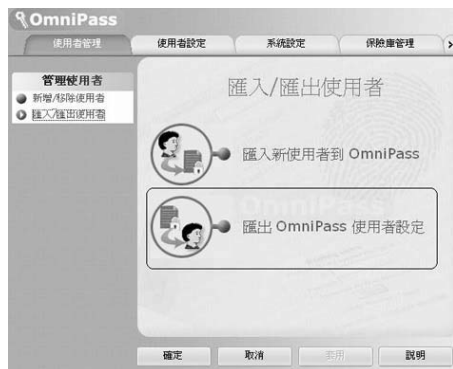 OmniPass
使用者管理
使用者設定
系統設定
保險庫管理
管理使用者
新增/移除使用者
匯入/匯出使用者
匯入/匯出使用者
匯入新使用者到 OmniPass
匯出 OmniPass 使用者設定
確定
取消
套用
說明